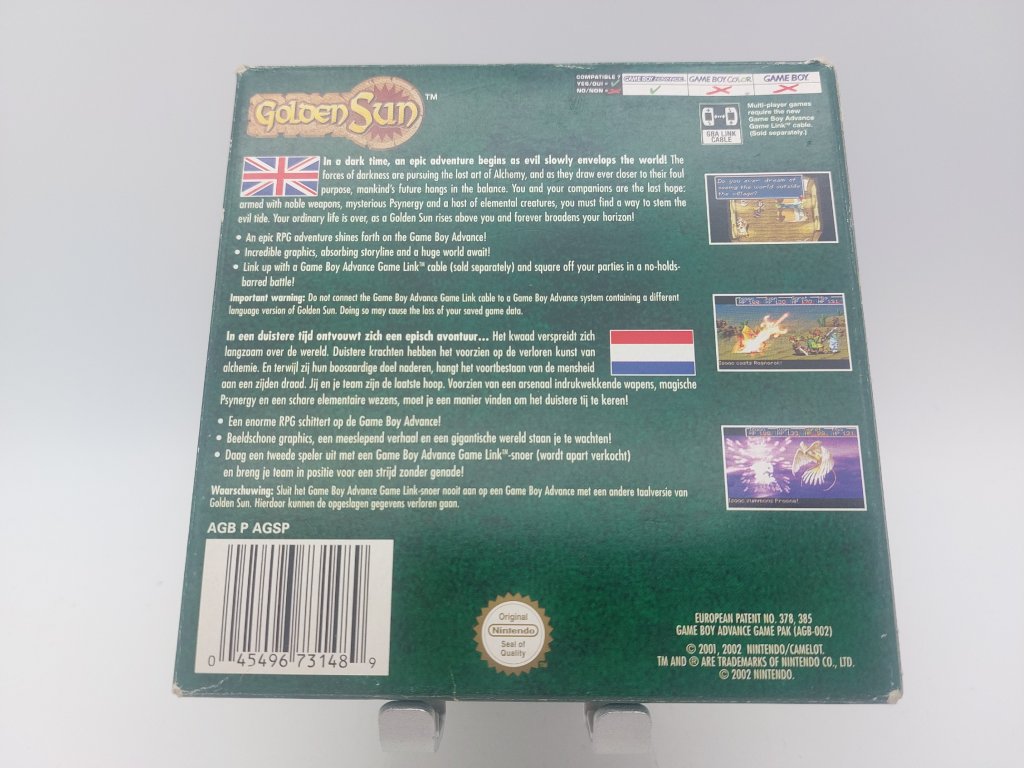 Golden Sun™
COMPATIBLE ?
YES/OUI = ✓
NO/NON = ✗
GAME BOY ADVANCE
GAME BOY COLOR
GAME BOY
GBA LINK
CABLE
Multi-player games
require the new
Game Boy Advance
Game Link™ cable.
(Sold separately.)
In a dark time, an epic adventure begins as evil slowly envelops the world! The
forces of darkness are pursuing the lost art of Alchemy, and as they draw ever closer to their foul
purpose, mankind's future hangs in the balance. You and your companions are the last hope:
armed with noble weapons, mysterious Psynergy and a host of elemental creatures, you must find a way to stem the
evil tide. Your ordinary life is over, as a Golden Sun rises above you and forever broadens your horizon!
• An epic RPG adventure shines forth on the Game Boy Advance!
• Incredible graphics, absorbing storyline and a huge world await!
• Link up with a Game Boy Advance Game Link™ cable (sold separately) and square off your parties in a no-holds-
barred battle!
Important warning: Do not connect the Game Boy Advance Game Link cable to a Game Boy Advance system containing a different
language version of Golden Sun. Doing so may cause the loss of your saved game data.
Do you ever dream of
seeing the world outside
the village?
Isaac casts Ragnarok!
Isaac summons Procne!
In een duistere tijd ontvouwt zich een episch avontuur... Het kwaad verspreidt zich
langzaam over de wereld. Duistere krachten hebben het voorzien op de verloren kunst van
alchemie. En terwijl zij hun boosaardige doel naderen, hangt het voortbestaan van de mensheid
aan een zijden draad. Jij en je team zijn de laatste hoop. Voorzien van een arsenaal indrukwekkende wapens, magische
Psynergy en een schare elementaire wezens, moet je een manier vinden om het duistere tij te keren!
• Een enorme RPG schittert op de Game Boy Advance!
• Beeldschone graphics, een meeslepend verhaal en een gigantische wereld staan je te wachten!
• Daag een tweede speler uit met een Game Boy Advance Game Link™-snoer (wordt apart verkocht)
en breng je team in positie voor een strijd zonder genade!
Waarschuwing: Sluit het Game Boy Advance Game Link-snoer nooit aan op een Game Boy Advance met een andere taalversie van
Golden Sun. Hierdoor kunnen de opgeslagen gegevens verloren gaan.
AGB P AGSP
0 45496 73148 9
Original
Nintendo
Seal of
Quality
EUROPEAN PATENT NO. 378, 385
GAME BOY ADVANCE GAME PAK (AGB-002)
© 2001, 2002 NINTENDO/CAMELOT.
TM AND ® ARE TRADEMARKS OF NINTENDO CO., LTD.
© 2002 NINTENDO.